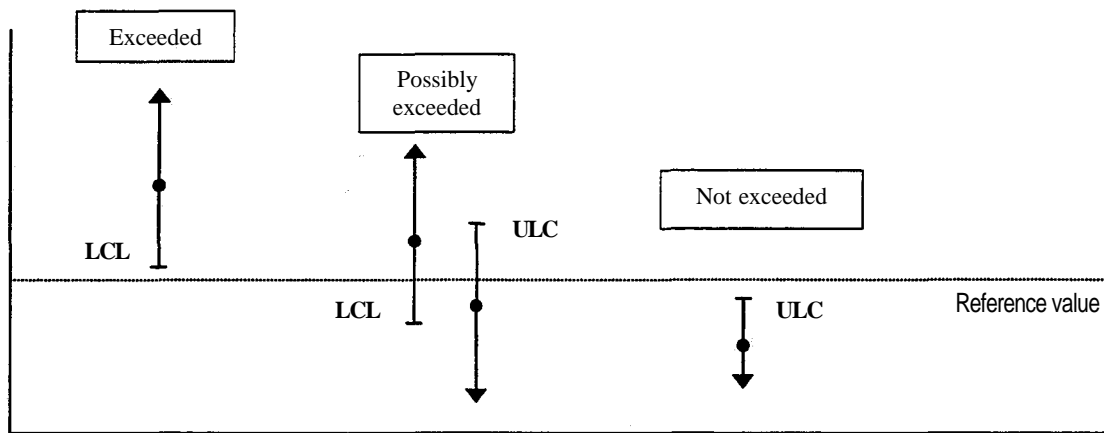 Exceeded
Possibly
exceeded
Not exceeded
ULC
LCL
LCL
ULC
Reference value